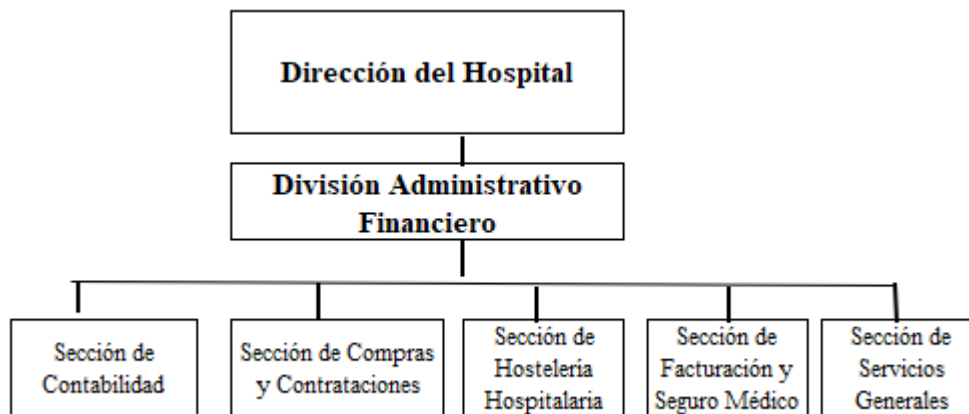 Dirección del Hospital
División Administrativo
Financiero
Sección de
Contabilidad
Sección de Compras
y Contrataciones
Sección de
Hosteleria
Hospitalaria
Sección de
Facturación y
Seguro Médico
Sección de
Servicios
Generales